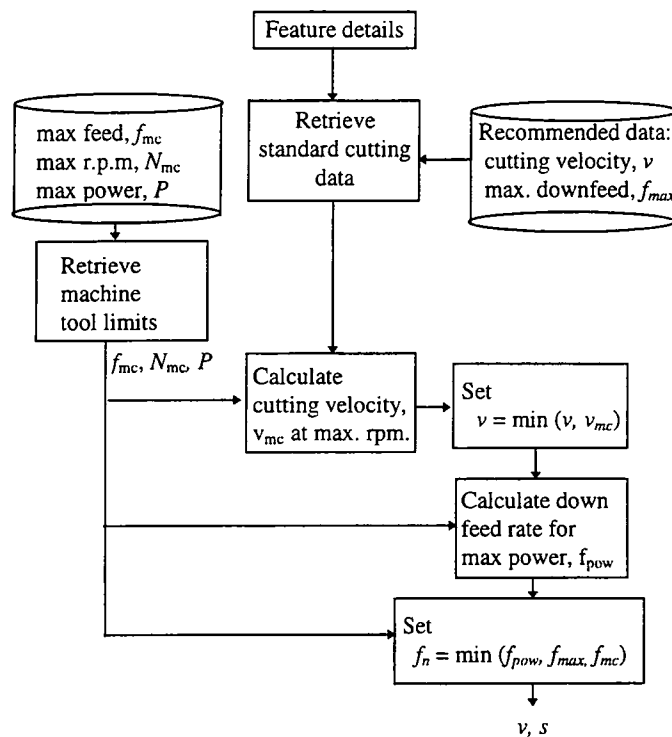 Feature details
max feed, f_mc
max r.p.m, N_mc
max power, P
Retrieve
standard cutting
data
Recommended data:
cutting velocity, v
max. downfeed, f_max
Retrieve
machine
tool limits
f_mc, N_mc, P
Calculate
cutting velocity,
v_mc at max. rpm.
Set
v = min (v, v_mc)
Calculate down
feed rate for
max power, f_pow
Set
f_n = min (f_pow, f_max, f_mc)
v, s